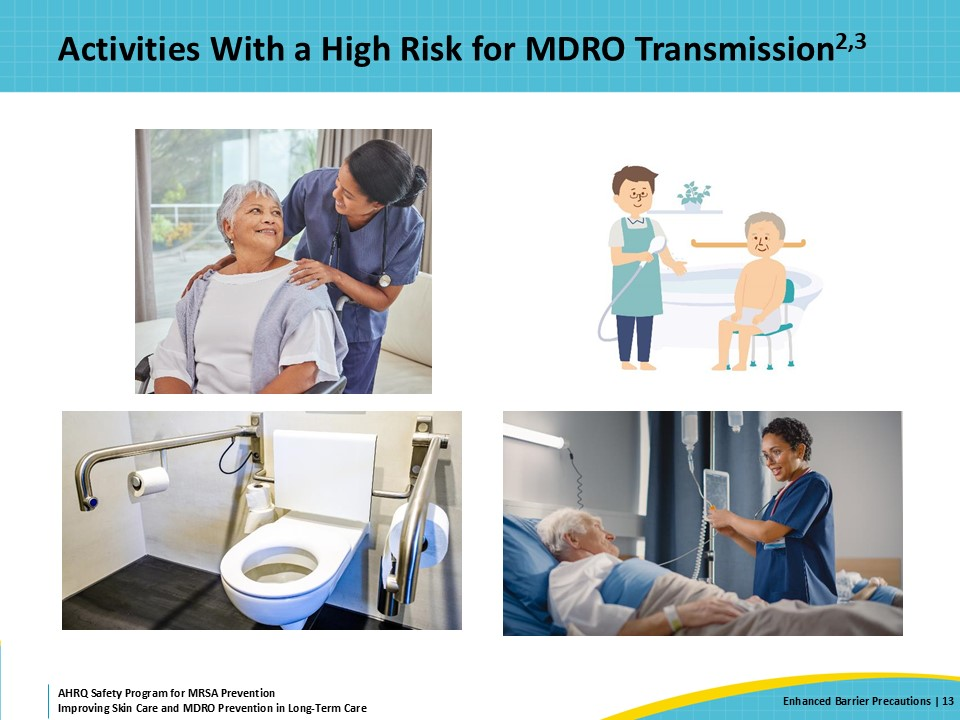 Activities With a High Risk for MDRO Transmission2,3
AHRQ Safety Program for MRSA Prevention
Improving Skin Care and MDRO Prevention in Long-Term Care
Enhanced Barrier Precautions | 13